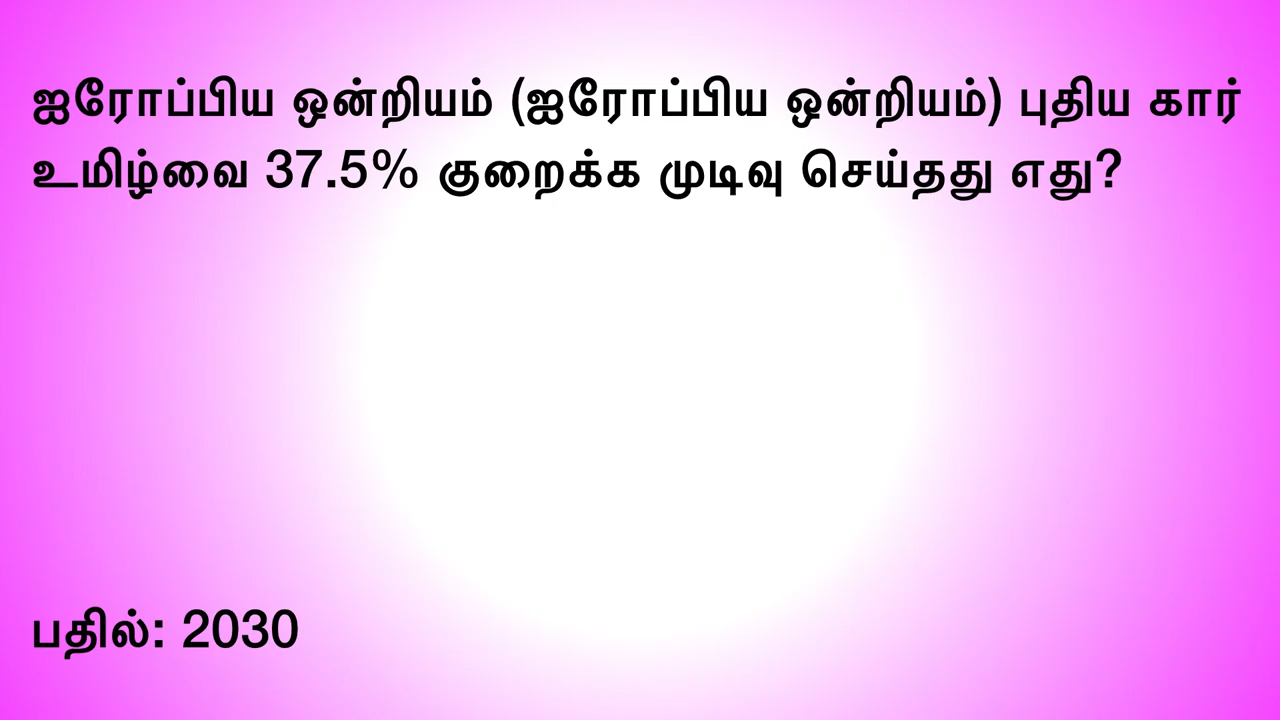 ஐரோப்பிய ஒன்றியம் (ஐரோப்பிய ஒன்றியம்) புதிய கார்
உமிழ்வை 37.5% குறைக்க முடிவு செய்தது எது?
பதில்: 2030